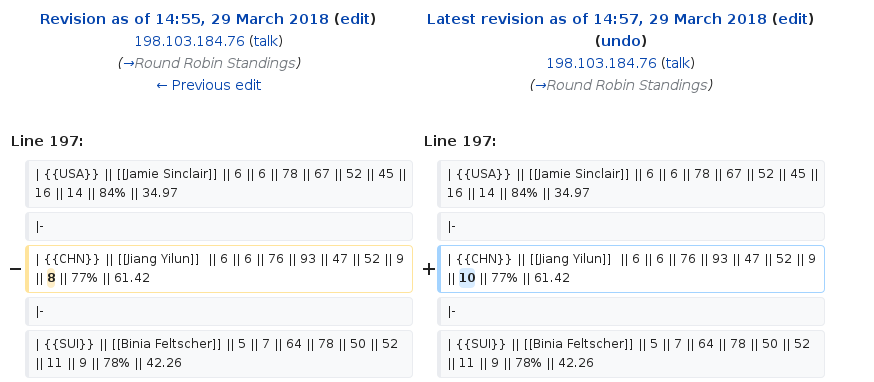 Revision as of 14:55, 29 March 2018 (edit)
198.103.184.76 (talk)
(→Round Robin Standings)
← Previous edit
Latest revision as of 14:57, 29 March 2018 (edit)
(undo)
198.103.184.76 (talk)
(→Round Robin Standings)
Line 197:
| {{USA}} || [[Jamie Sinclair]] || 6 || 6 || 78 || 67 || 52 || 45 ||
16 || 14 || 84% || 34.97
|-
− | {{CHN}} || [[Jiang Yilun]]  || 6 || 6 || 76 || 93 || 47 || 52 || 9
|| 8 || 77% || 61.42
|-
| {{SUI}} || [[Binia Feltscher]] || 5 || 7 || 64 || 78 || 50 || 52
|| 11 || 9 || 78% || 42.26
Line 197:
| {{USA}} || [[Jamie Sinclair]] || 6 || 6 || 78 || 67 || 52 || 45 ||
16 || 14 || 84% || 34.97
|-
+ | {{CHN}} || [[Jiang Yilun]]  || 6 || 6 || 76 || 93 || 47 || 52 || 9
|| 10 || 77% || 61.42
|-
| {{SUI}} || [[Binia Feltscher]] || 5 || 7 || 64 || 78 || 50 || 52
|| 11 || 9 || 78% || 42.26